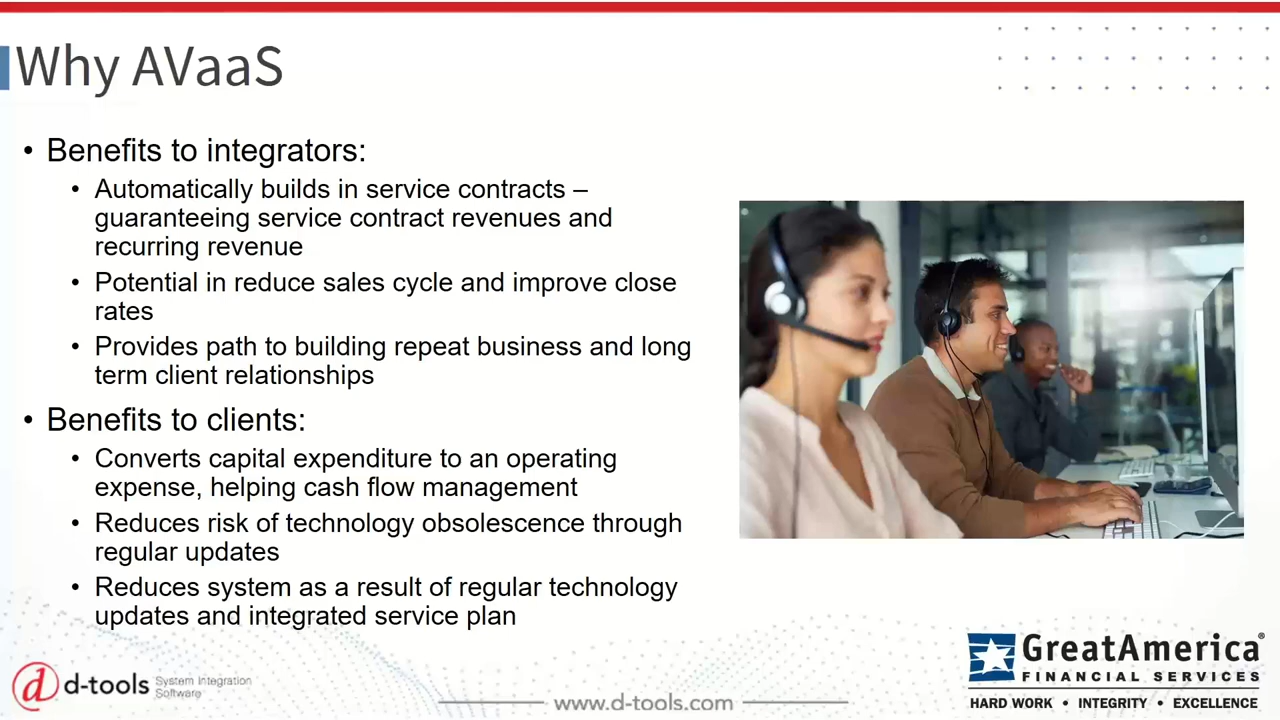 Why AVaaS
• Benefits to integrators:
• Automatically builds in service contracts –
guaranteeing service contract revenues and
recurring revenue
• Potential in reduce sales cycle and improve close
rates
• Provides path to building repeat business and long
term client relationships
• Benefits to clients:
• Converts capital expenditure to an operating
expense, helping cash flow management
• Reduces risk of technology obsolescence through
regular updates
• Reduces system as a result of regular technology
updates and integrated service plan
d d-tools System Integration
Software
www.d-tools.com
GreatAmerica®
FINANCIAL SERVICES
HARD WORK • INTEGRITY • EXCELLENCE